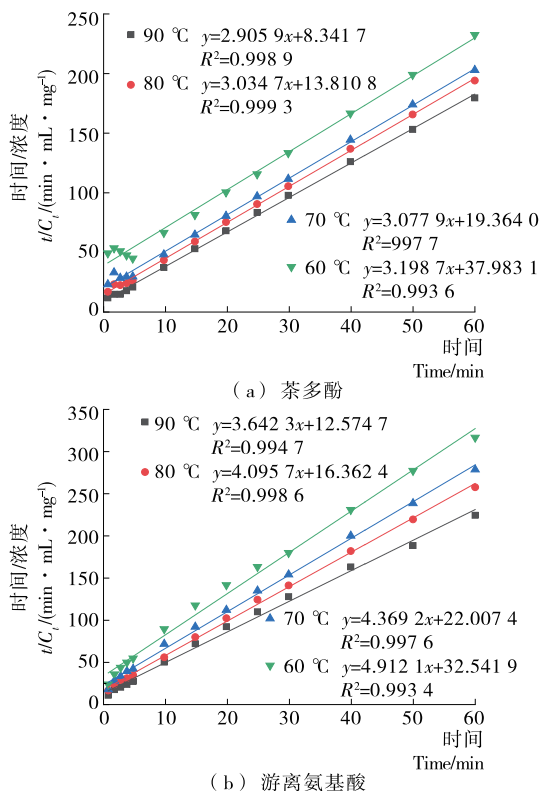 250
200
150
100
50
0
时间/浓度
t/Cₜ/(min·mL·mg⁻¹)
■ 90 ℃ y=2.905 9x+8.341 7
R²=0.998 9
● 80 ℃ y=3.034 7x+13.810 8
R²=0.999 3
▲ 70 ℃ y=3.077 9x+19.364 0
R²=997 7
▼ 60 ℃ y=3.198 7x+37.983 1
R²=0.993 6
0 10 20 30 40 50 60
时间
Time/min
(a) 茶多酚
400
350
300
250
200
150
100
50
0
时间/浓度
t/Cₜ/(min·mL·mg⁻¹)
■ 90 ℃ y=3.642 3x+12.574 7
R²=0.994 7
● 80 ℃ y=4.095 7x+16.362 4
R²=0.998 6
▲ 70 ℃ y=4.369 2x+22.007 4
R²=0.997 6
▼ 60 ℃ y=4.912 1x+32.541 9
R²=0.993 4
0 10 20 30 40 50 60
时间
Time/min
(b) 游离氨基酸